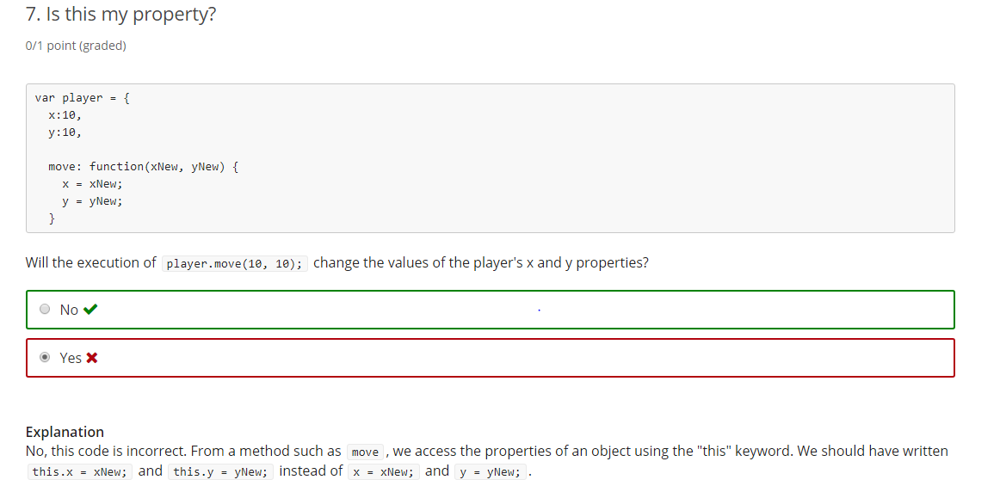 7. Is this my property?
0/1 point (graded)
var player = {
x:10,
y:10,
move: function(xNew, yNew) {
x = xNew;
y = yNew;
}
Will the execution of player.move(10, 10); change the values of the player's x and y properties?
No
Yes
Explanation
No, this code is incorrect. From a method such as move , we access the properties of an object using the "this" keyword. We should have written
this.x = xNew; and this.y = yNew; instead of x = xNew; and y = yNew; .